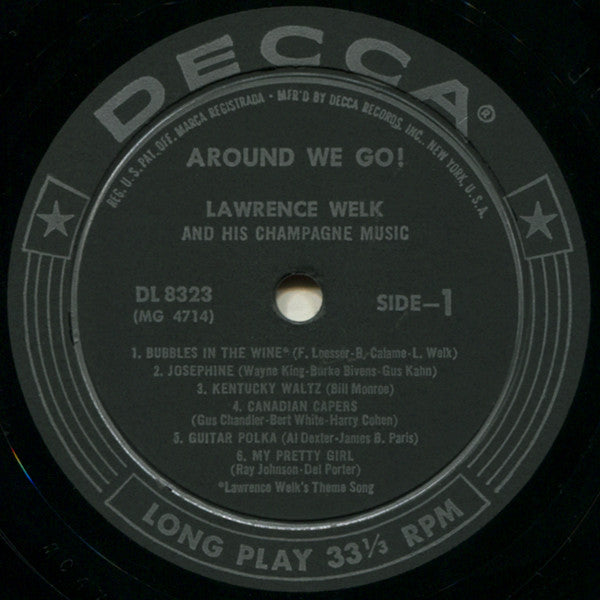 DECCA®
REG. U. S. PAT. OFF. MARCA REGISTRADA • MFR'D BY DECCA RECORDS, INC., NEW YORK, U. S. A.
AROUND WE GO!
LAWRENCE WELK
AND HIS CHAMPAGNE MUSIC
DL 8323
(MG 4714)
SIDE—1
1. BUBBLES IN THE WINE* (F. Loesser-B. Calame-L. Welk)
2. JOSEPHINE (Wayne King-Burke Bivens-Gus Kahn)
3. KENTUCKY WALTZ (Bill Monroe)
4. CANADIAN CAPERS
(Gus Chandler-Bert White-Harry Cohen)
5. GUITAR POLKA (Al Dexter-James B. Paris)
6. MY PRETTY GIRL
(Ray Johnson-Del Porter)
*Lawrence Welk's Theme Song
LONG PLAY 33⅓ RPM